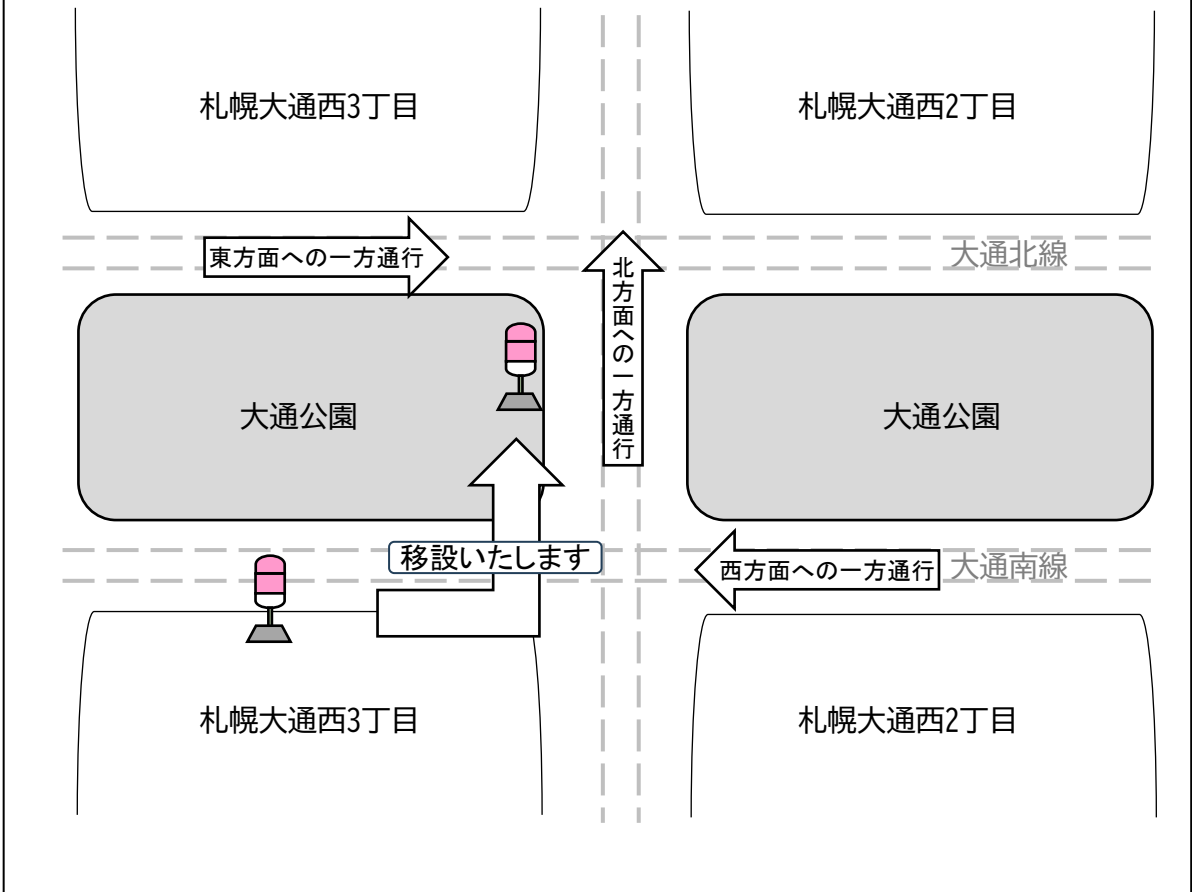 札幌大通西3丁目
札幌大通西2丁目
東方面への一方通行
大通北線
北方面への一方通行
大通公園
大通公園
移設いたします
西方面への一方通行
大通南線
札幌大通西3丁目
札幌大通西2丁目